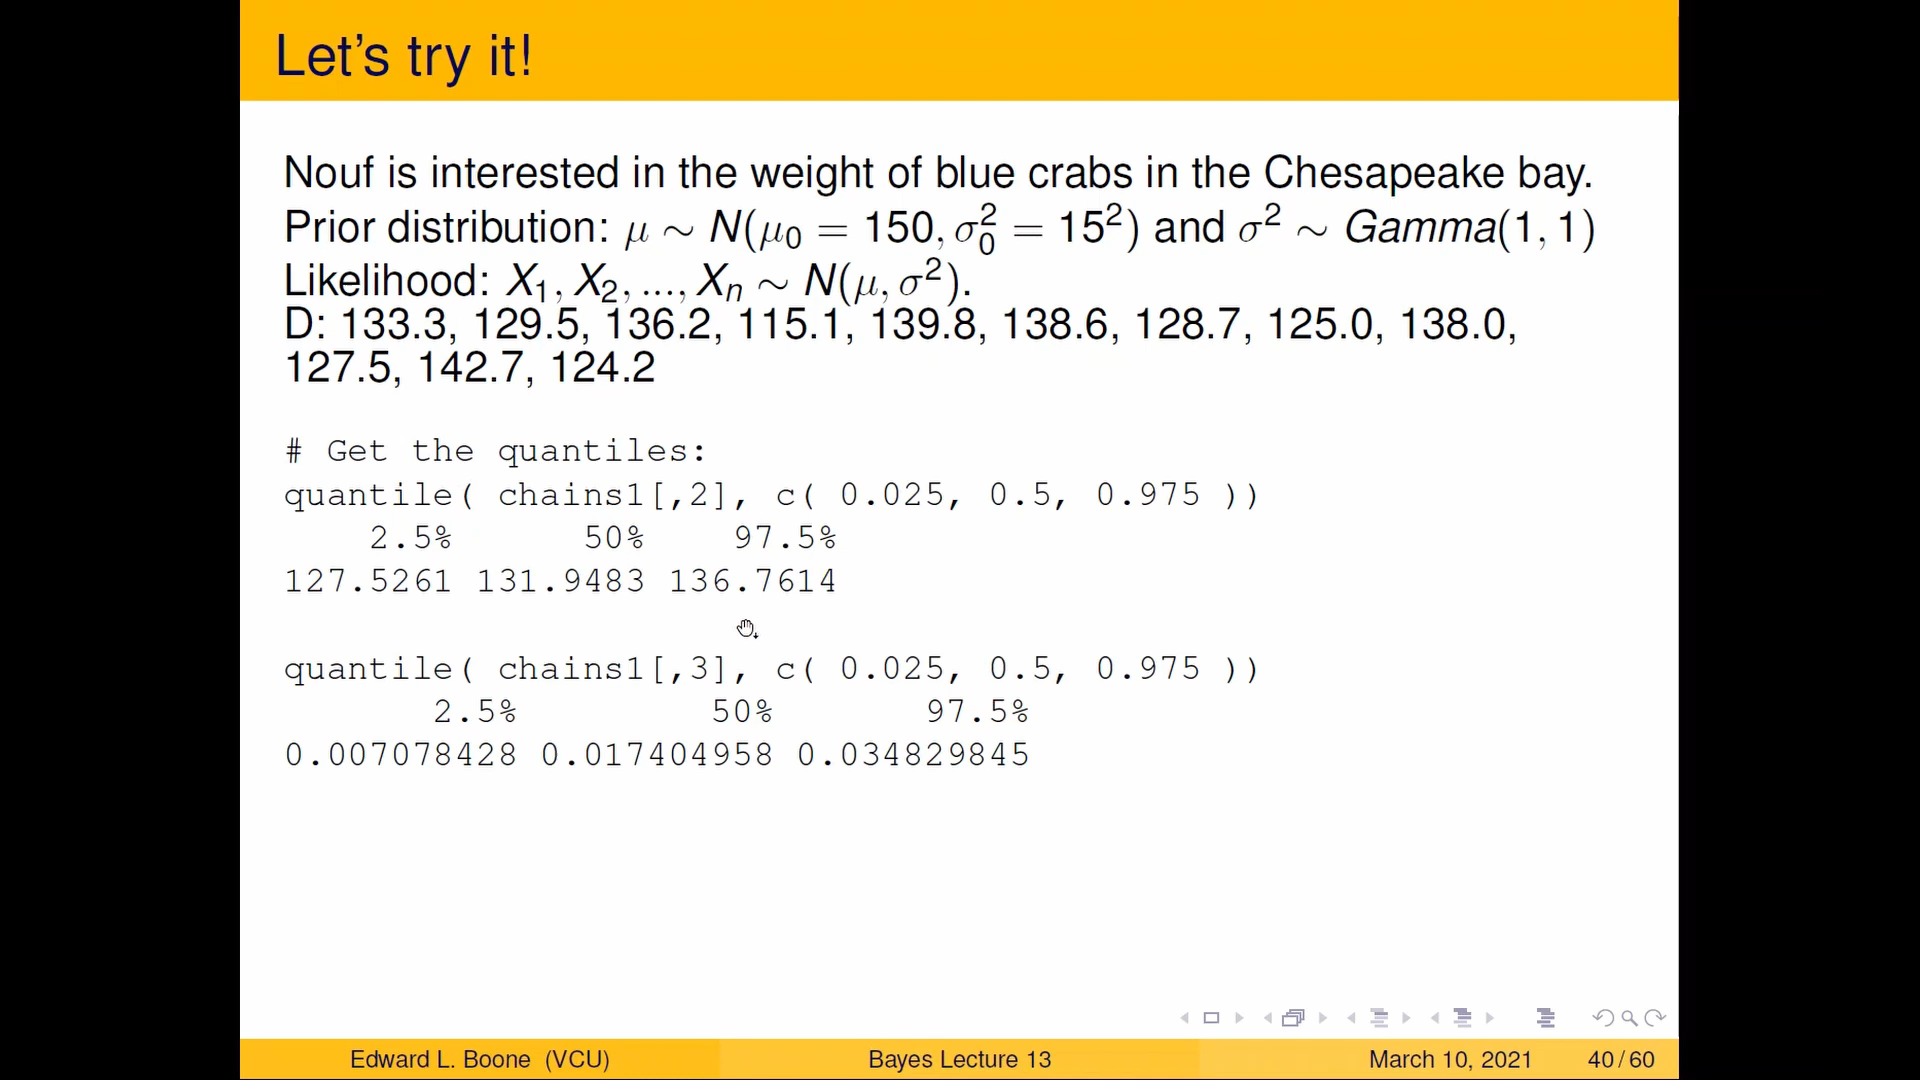 Let's try it!
Nouf is interested in the weight of blue crabs in the Chesapeake bay.
Prior distribution: μ ∼ N(μ₀ = 150, σ₀² = 15²) and σ² ∼ Gamma(1, 1)
Likelihood: X₁, X₂, ..., Xₙ ∼ N(μ, σ²).
D: 133.3, 129.5, 136.2, 115.1, 139.8, 138.6, 128.7, 125.0, 138.0,
127.5, 142.7, 124.2
# Get the quantiles:
quantile( chains1[,2], c( 0.025, 0.5, 0.975 ))
2.5% 50% 97.5%
127.5261 131.9483 136.7614
quantile( chains1[,3], c( 0.025, 0.5, 0.975 ))
2.5% 50% 97.5%
0.007078428 0.017404958 0.034829845
Edward L. Boone (VCU) Bayes Lecture 13 March 10, 2021 40 / 60